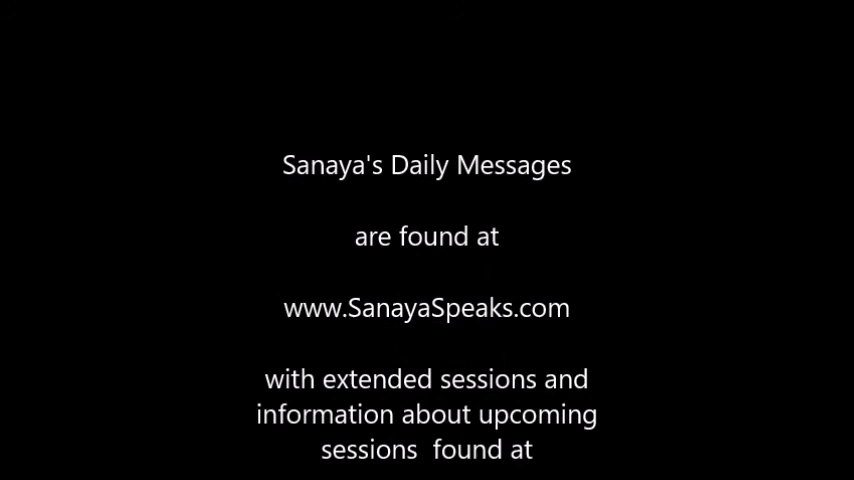 Sanaya's Daily Messages
are found at
www.SanayaSpeaks.com
with extended sessions and
information about upcoming
sessions  found at